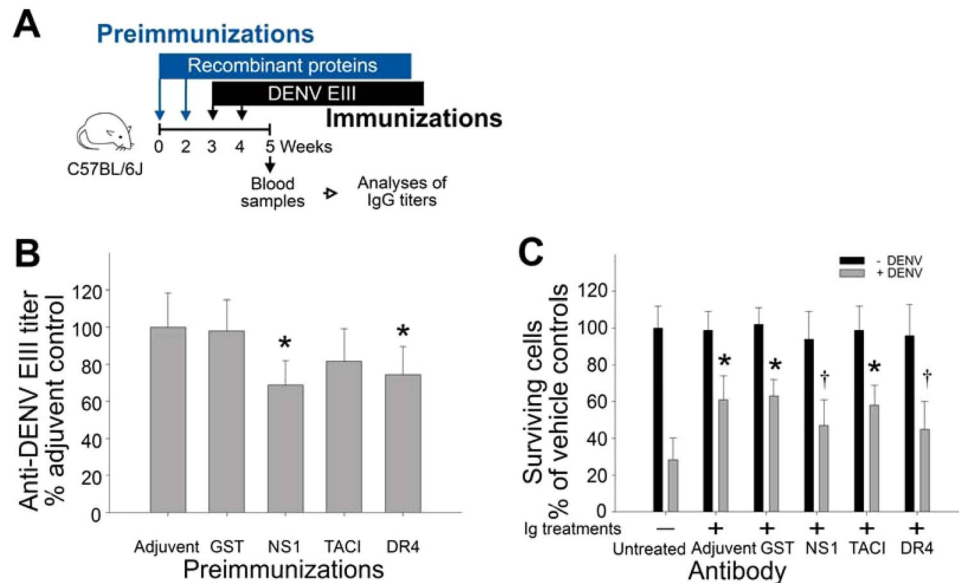 A
Preimmunizations
Recombinant proteins
DENV EIII
Immunizations
0 2 3 4 5 Weeks
C57BL/6J
Blood
samples
Analyses of
IgG titers
B
Anti-DENV EIII titer
% adjuvent control
120
100
80
60
40
20
0
*
*
Adjuvent GST NS1 TACI DR4
Preimmunizations
C
- DENV
+ DENV
Surviving cells
% of vehicle controls
120
100
80
60
40
20
0
* * † * †
Ig treatments — + + + + +
Untreated Adjuvent GST NS1 TACI DR4
Antibody